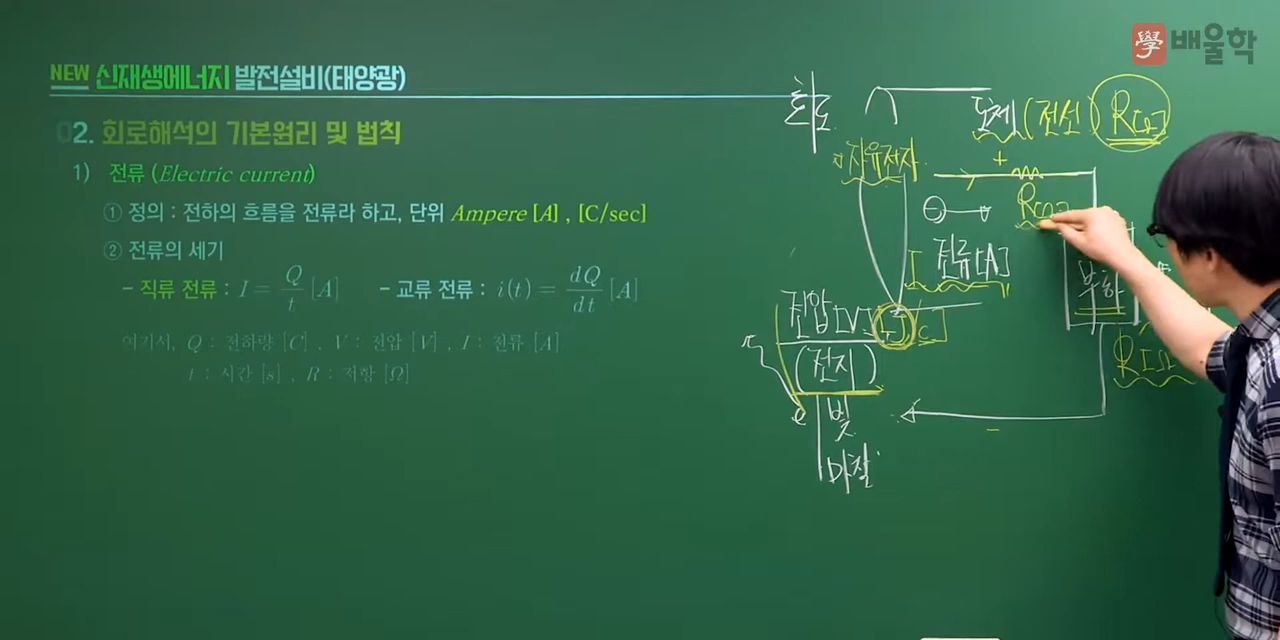 學 배울학
NEW 신재생에너지 발전설비(태양광)
02. 회로해석의 기본원리 및 법칙
1) 전류 (Electric current)
① 정의 : 전하의 흐름을 전류라 하고, 단위 Ampere [A] , [C/sec]
② 전류의 세기
- 직류 전류 : I = Q/t [A] - 교류 전류 : i(t) = dQ/dt [A]
여기서, Q : 전하량 [C] , V : 전압 [V] , I : 전류 [A]
t : 시간 [s] , R : 저항 [Ω]
회로
도체 (전선) R[Ω]
자유전자
+
R[Ω]
I 전류[A]
부하
전압[V]
(전지)
R[Ω]
e 빛
-
마찰